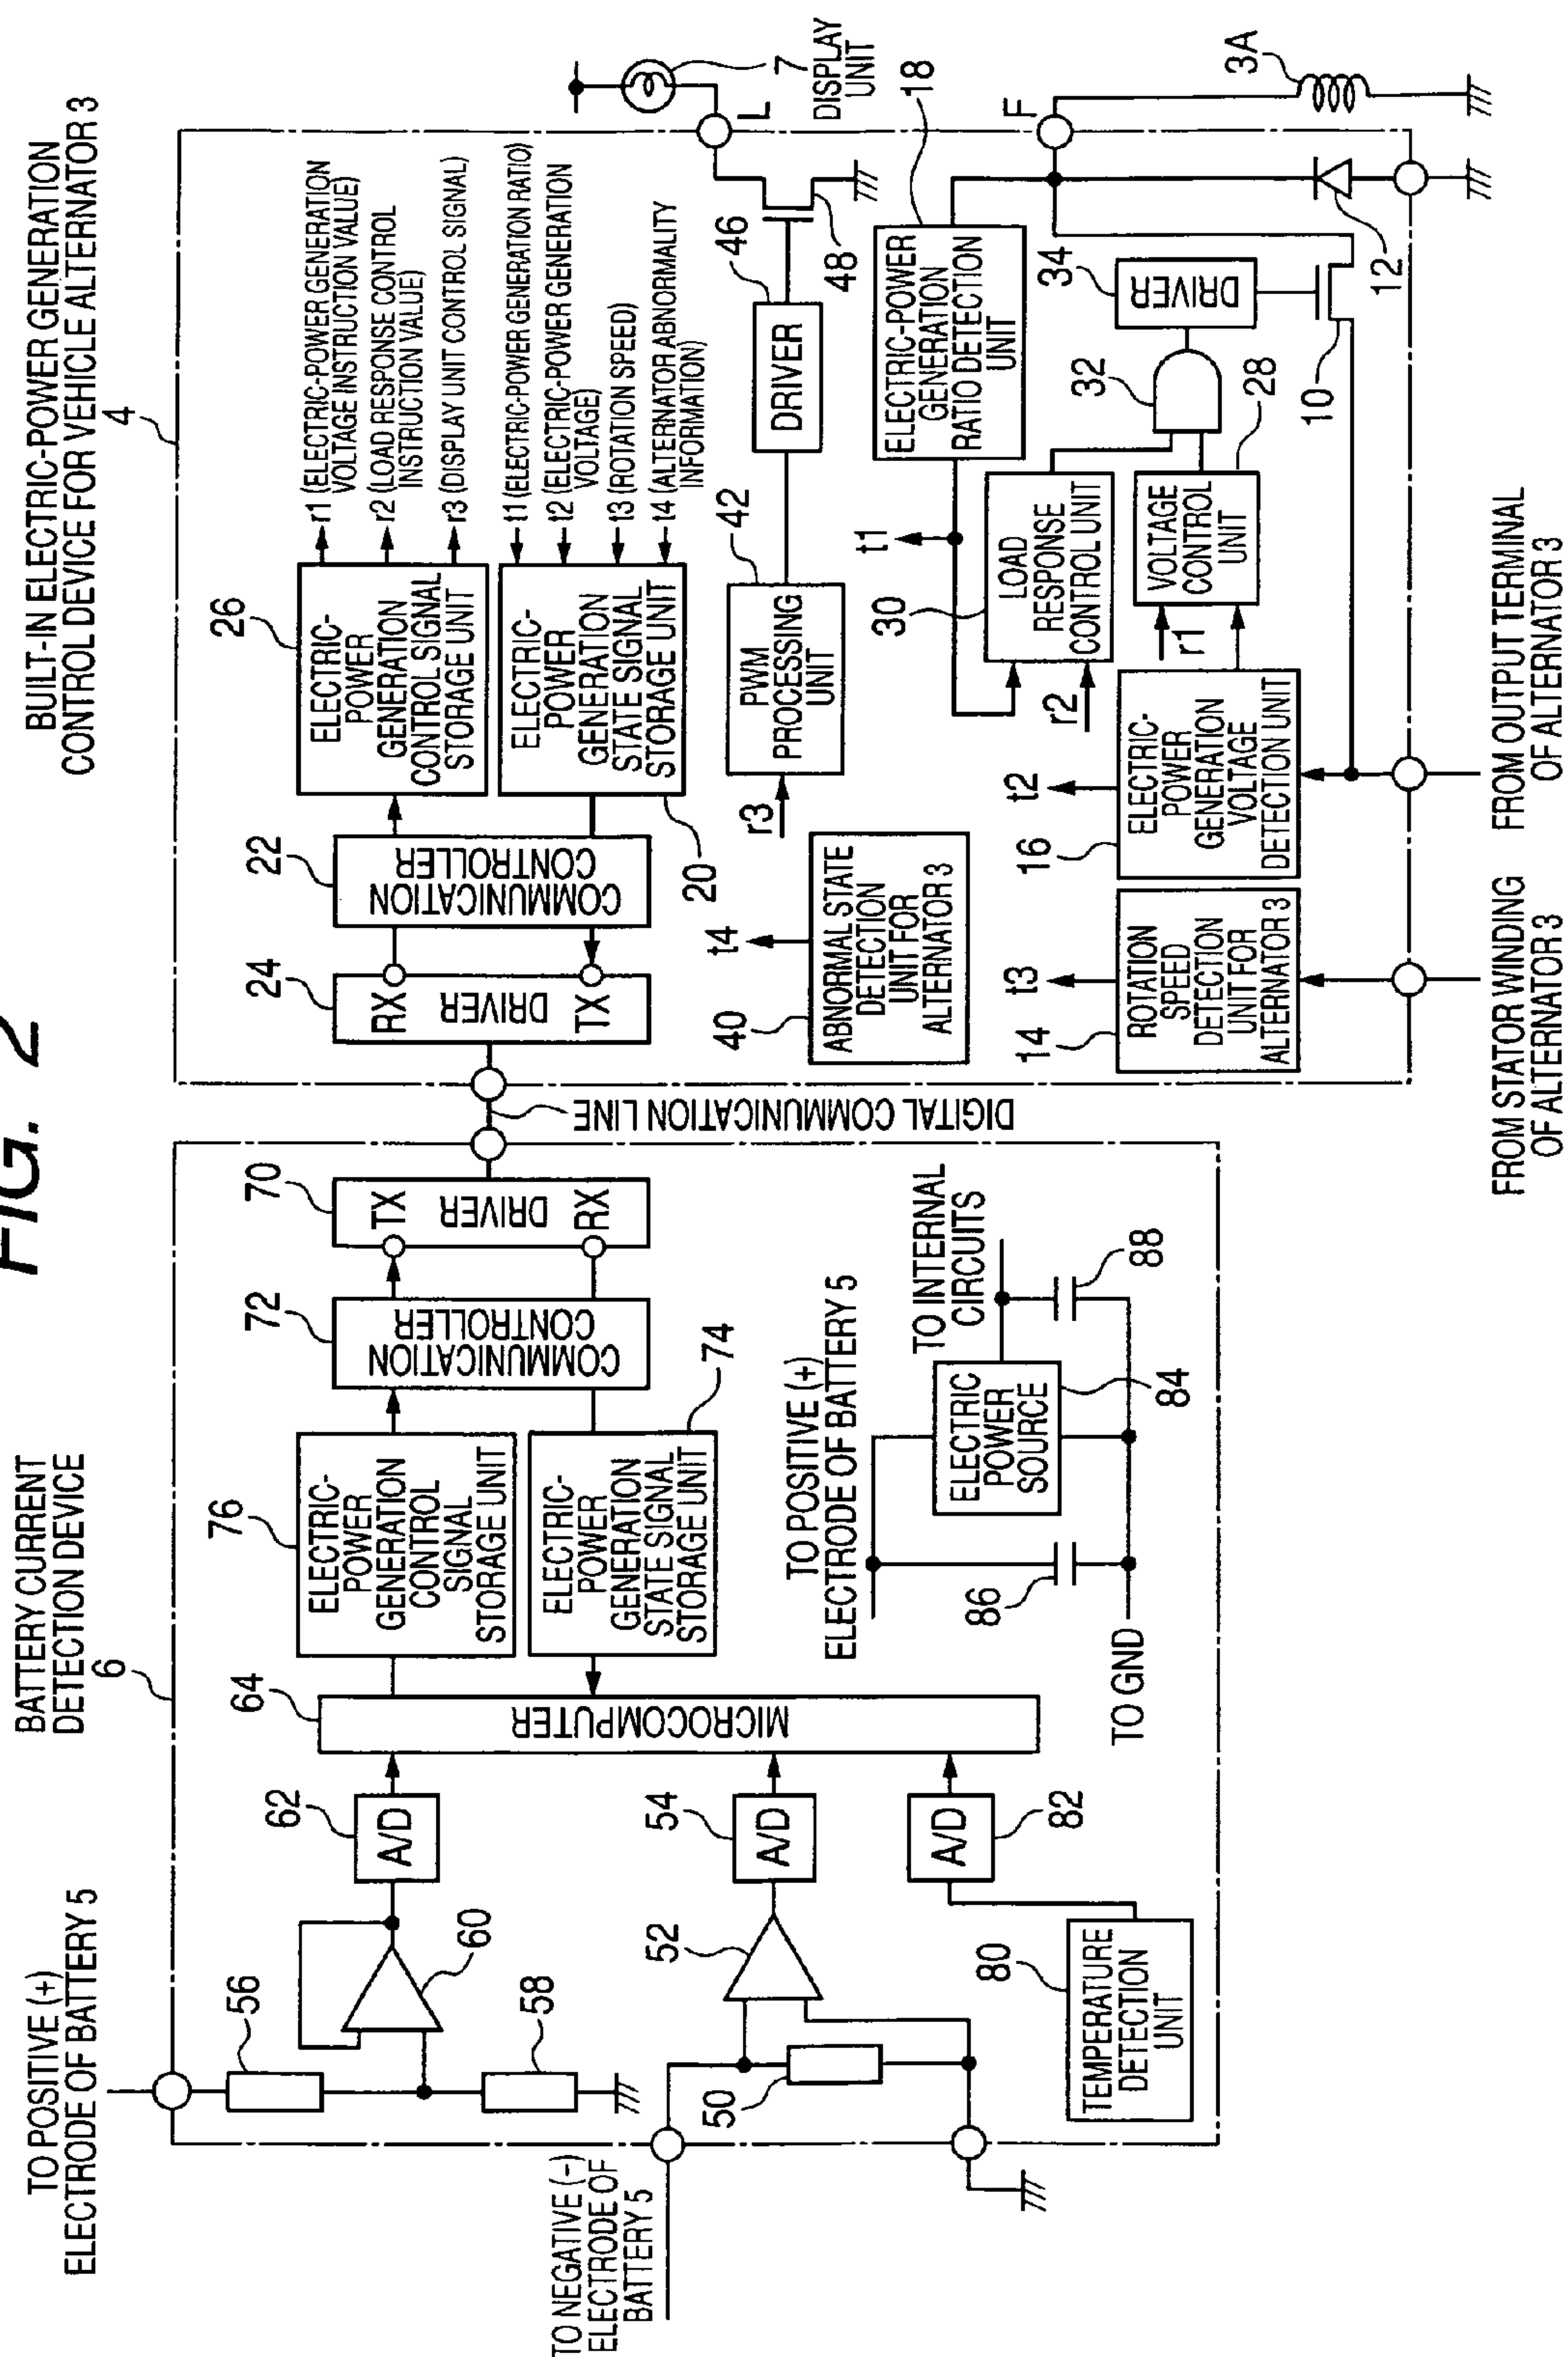 FIG. 2
BATTERY CURRENT
DETECTION DEVICE
6
BUILT-IN ELECTRIC-POWER GENERATION
CONTROL DEVICE FOR VEHICLE ALTERNATOR 3
4
TO POSITIVE (+)
ELECTRODE OF BATTERY 5
56
58
60
62
A/D
64
MICROCOMPUTER
76
ELECTRIC-
POWER
GENERATION
CONTROL
SIGNAL
STORAGE UNIT
ELECTRIC-
POWER
GENERATION
STATE SIGNAL
STORAGE UNIT
74
72
COMMUNICATION
CONTROLLER
70
TX
DRIVER
RX
DIGITAL COMMUNICATION LINE
TO NEGATIVE (-)
ELECTRODE OF
BATTERY 5
50
52
54
A/D
80
TEMPERATURE
DETECTION
UNIT
A/D
82
TO POSITIVE (+)
ELECTRODE OF BATTERY 5
TO INTERNAL
CIRCUITS
ELECTRIC
POWER
SOURCE
84
86
88
TO GND
24
RX
DRIVER
TX
22
COMMUNICATION
CONTROLLER
26
ELECTRIC-
POWER
GENERATION
CONTROL SIGNAL
STORAGE UNIT
r1 (ELECTRIC-POWER GENERATION
VOLTAGE INSTRUCTION VALUE)
r2 (LOAD RESPONSE CONTROL
INSTRUCTION VALUE)
r3 (DISPLAY UNIT CONTROL SIGNAL)
ELECTRIC-
POWER
GENERATION
STATE SIGNAL
STORAGE UNIT
20
t1 (ELECTRIC-POWER GENERATION RATIO)
t2 (ELECTRIC-POWER GENERATION
VOLTAGE)
t3 (ROTATION SPEED)
t4 (ALTERNATOR ABNORMALITY
INFORMATION)
t4
40
ABNORMAL STATE
DETECTION
UNIT FOR
ALTERNATOR 3
r3
42
PWM
PROCESSING
UNIT
46
DRIVER
48
L
7
DISPLAY
UNIT
t1
18
ELECTRIC-POWER
GENERATION
RATIO DETECTION
UNIT
F
3A
30
LOAD
RESPONSE
CONTROL UNIT
r2
32
34
DRIVER
r1
VOLTAGE
CONTROL
UNIT
28
10
12
t3
14
ROTATION
SPEED
DETECTION
UNIT FOR
ALTERNATOR 3
t2
16
ELECTRIC-
POWER
GENERATION
VOLTAGE
DETECTION UNIT
FROM STATOR WINDING
OF ALTERNATOR 3
FROM OUTPUT TERMINAL
OF ALTERNATOR 3